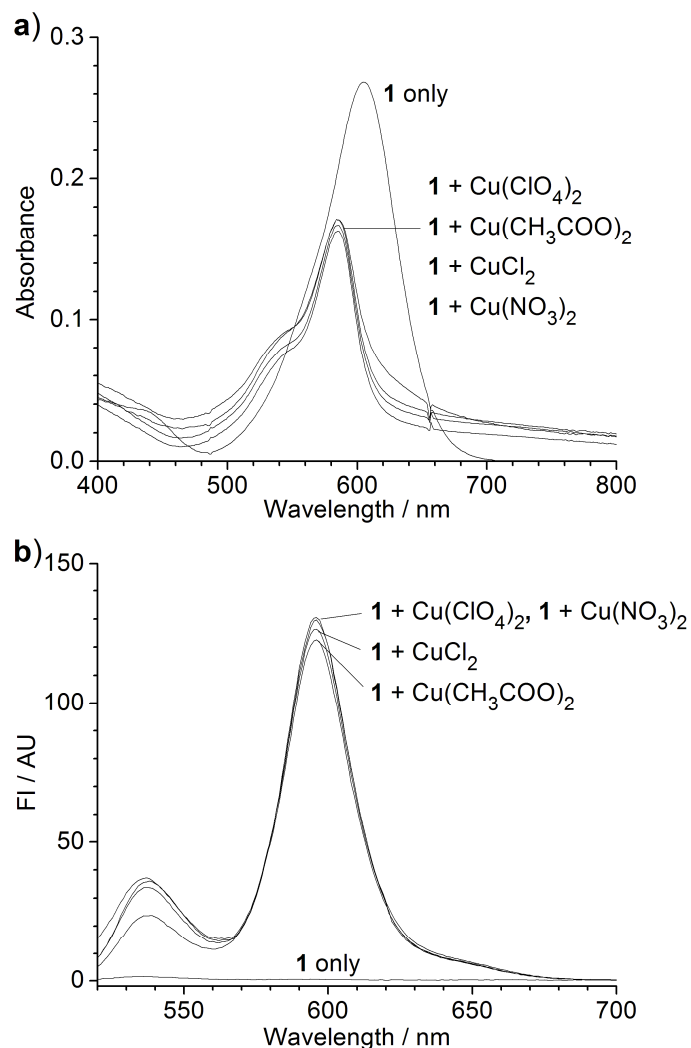 a)
0.3
0.2
0.1
0.0
Absorbance
1 only
1 + Cu(ClO4)2
1 + Cu(CH3COO)2
1 + CuCl2
1 + Cu(NO3)2
400 500 600 700 800
Wavelength / nm
b)
150
100
50
0
FI / AU
1 + Cu(ClO4)2, 1 + Cu(NO3)2
1 + CuCl2
1 + Cu(CH3COO)2
1 only
550 600 650 700
Wavelength / nm